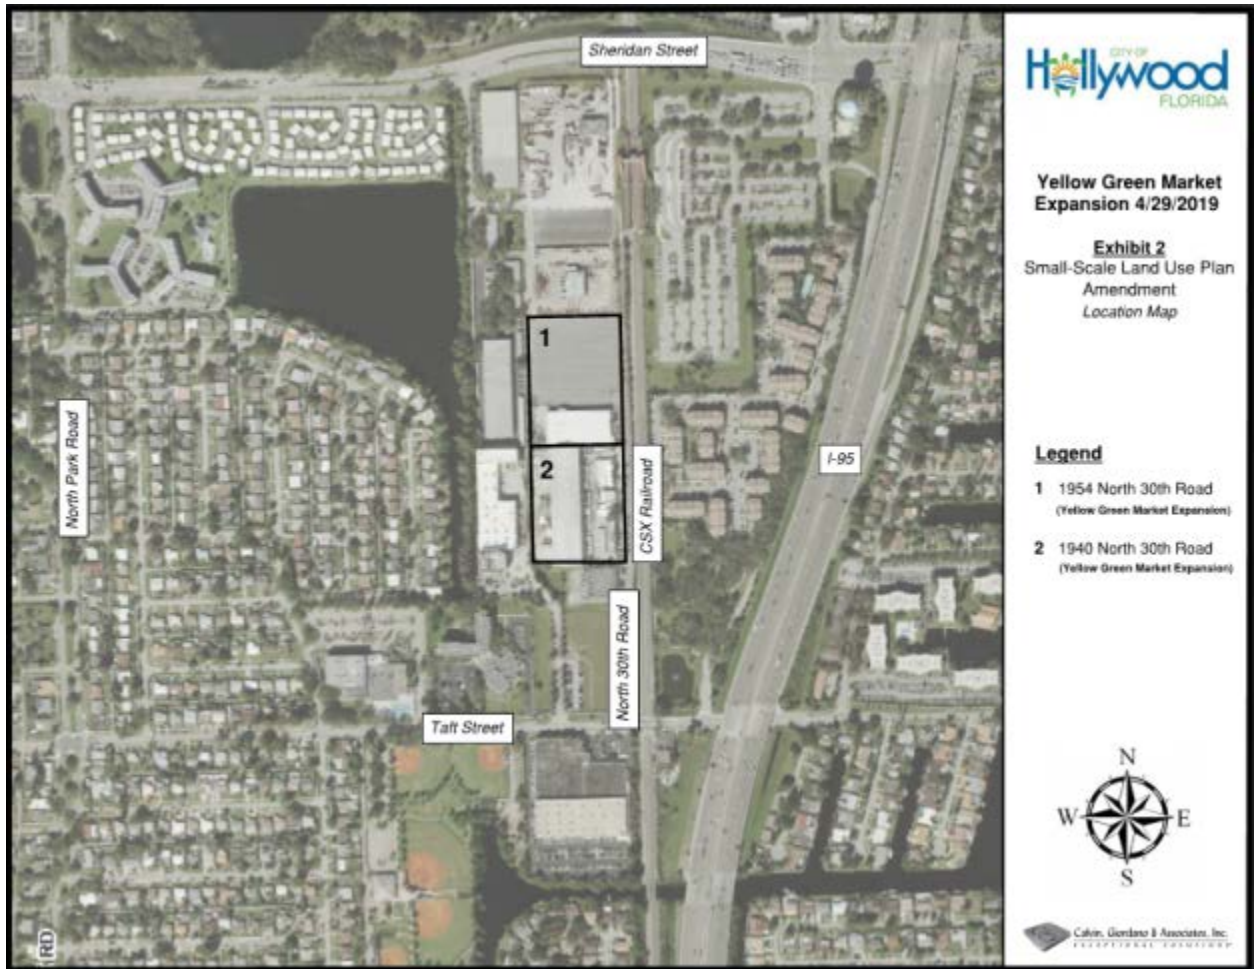 Sheridan Street
North Park Road
1
2
CSX Railroad
I-95
North 30th Road
Taft Street
RD
CITY OF
Hollywood
FLORIDA
Yellow Green Market
Expansion 4/29/2019
Exhibit 2
Small-Scale Land Use Plan
Amendment
Location Map
Legend
1 1954 North 30th Road
(Yellow Green Market Expansion)
2 1940 North 30th Road
(Yellow Green Market Expansion)
N
W E
S
Calvin, Giordano & Associates, Inc.
EXCEPTIONAL SOLUTIONS